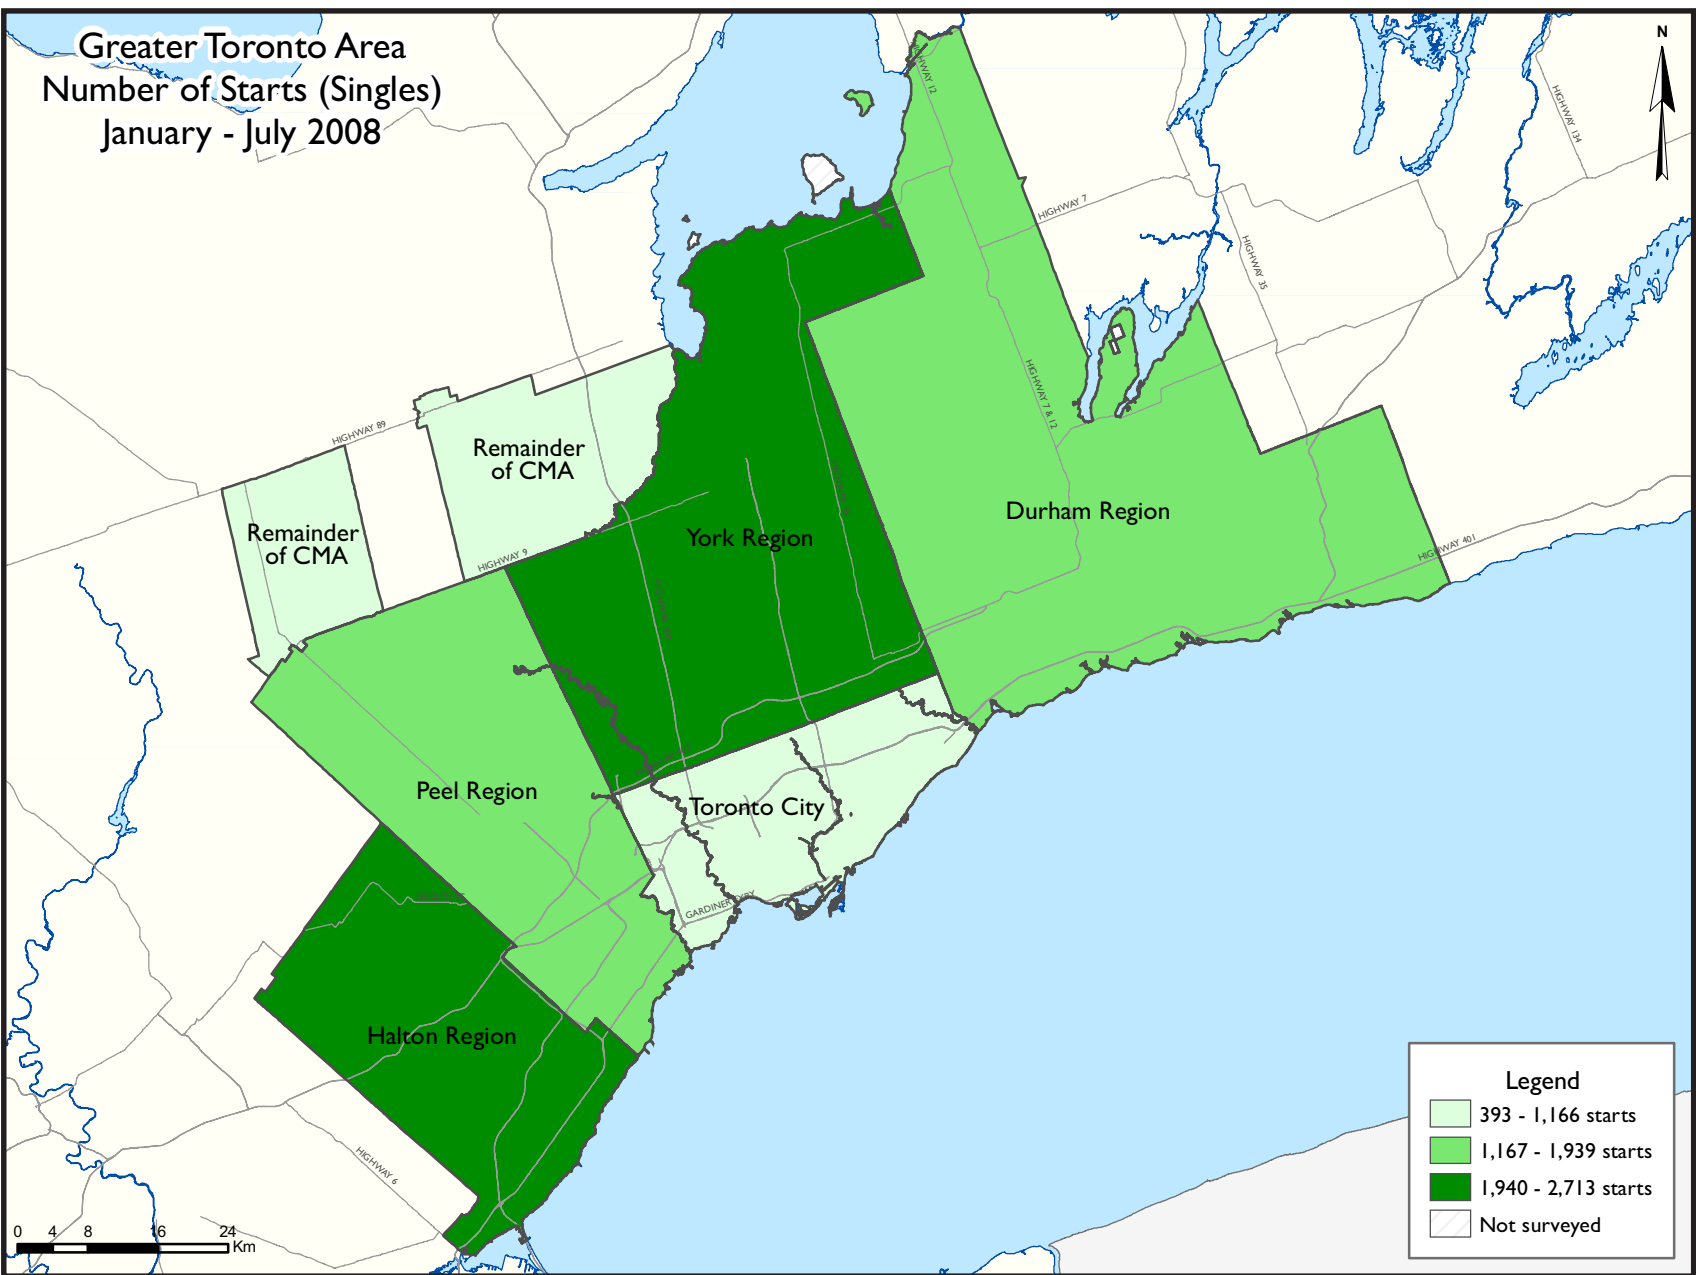 Greater Toronto Area
Number of Starts (Singles)
January - July 2008
N
HIGHWAY 12
HIGHWAY 134
HIGHWAY 7
HIGHWAY 35
HIGHWAY 7 & 12
HIGHWAY 89
Remainder
of CMA
Remainder
of CMA
HIGHWAY 9
York Region
Durham Region
HIGHWAY 401
Peel Region
Toronto City
GARDINER EXPY
Halton Region
HIGHWAY 6
Legend
393 - 1,166 starts
1,167 - 1,939 starts
1,940 - 2,713 starts
Not surveyed
0 4 8 16 24
Km